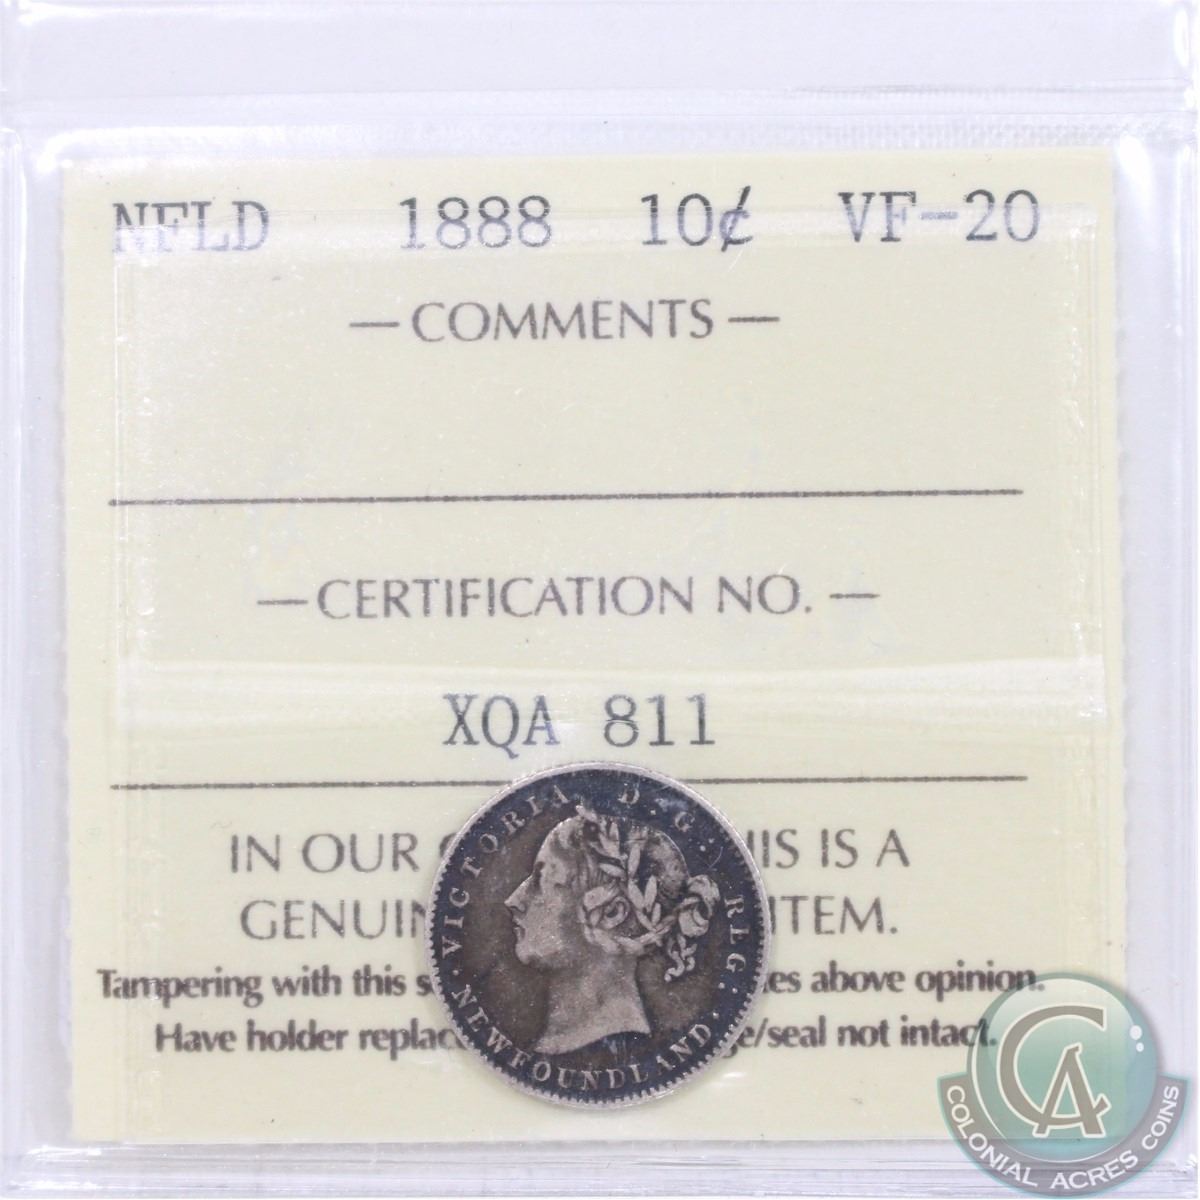 NFLD 1888 10¢ VF-20
— COMMENTS —
— CERTIFICATION NO. —
XQA 811
IN OUR IS IS A
GENUIN ITEM.
Tampering with this s es above opinion.
Have holder replac e/seal not intact.
VICTORIA D. G. REG.
NEWFOUNDLAND.
CA
COLONIAL ACRES COINS